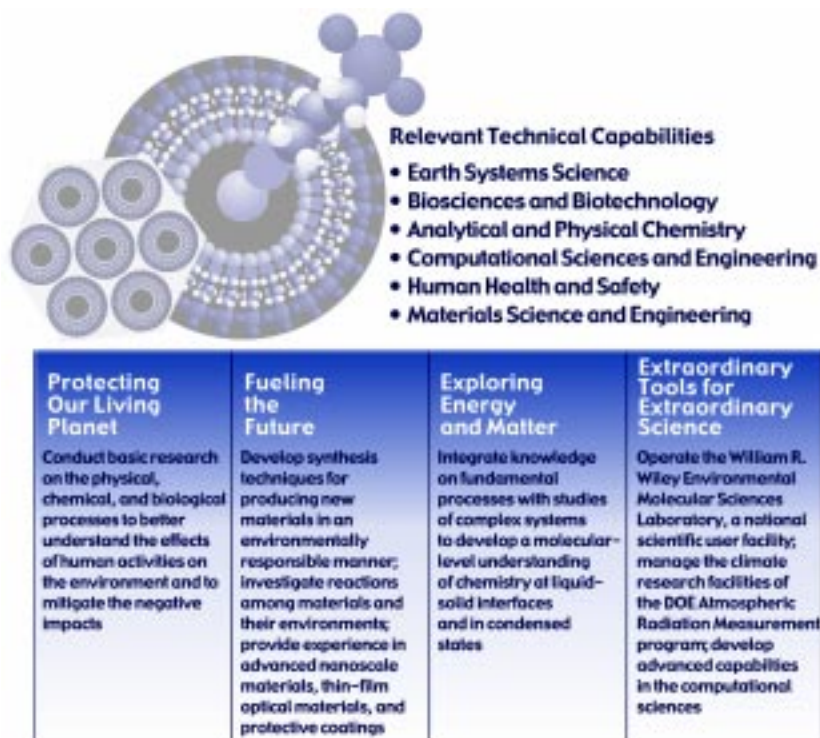 Relevant Technical Capabilities
• Earth Systems Science
• Biosciences and Biotechnology
• Analytical and Physical Chemistry
• Computational Sciences and Engineering
• Human Health and Safety
• Materials Science and Engineering
Protecting
Our Living
Planet
Conduct basic research
on the physical,
chemical, and biological
processes to better
understand the effects
of human activities on
the environment and to
mitigate the negative
impacts
Fueling
the
Future
Develop synthesis
techniques for
producing new
materials in an
environmentally
responsible manner;
investigate reactions
among materials and
their environments;
provide experience in
advanced nanoscale
materials, thin-film
optical materials, and
protective coatings
Exploring
Energy
and Matter
Integrate knowledge
on fundamental
processes with studies
of complex systems
to develop a molecular-
level understanding
of chemistry at liquid-
solid interfaces
and in condensed
states
Extraordinary
Tools for
Extraordinary
Science
Operate the William R.
Wiley Environmental
Molecular Sciences
Laboratory, a national
scientific user facility;
manage the climate
research facilities of
the DOE Atmospheric
Radiation Measurement
program; develop
advanced capabilties
in the computational
sciences